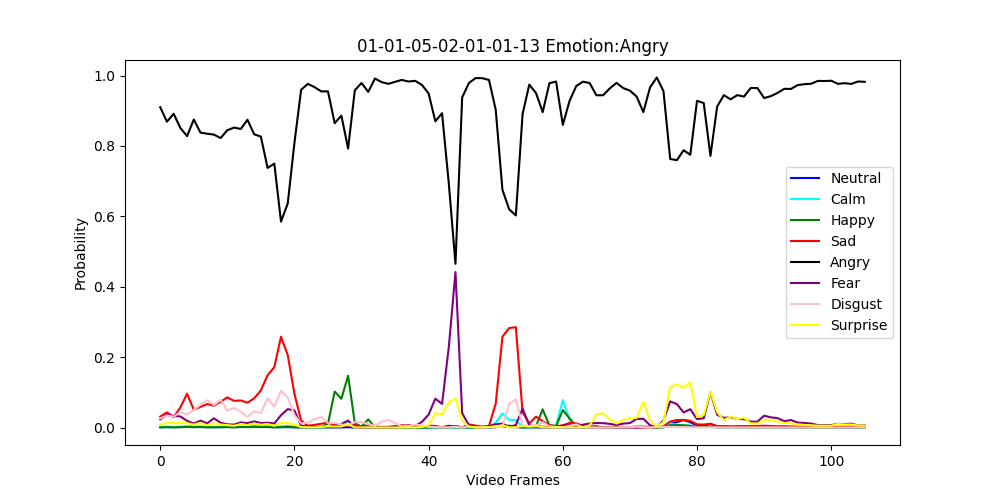 01-01-05-02-01-01-13 Emotion:Angry
1.0
0.8
0.6
0.4
0.2
0.0
Probability
Neutral
Calm
Happy
Sad
Angry
Fear
Disgust
Surprise
0 20 40 60 80 100
Video Frames